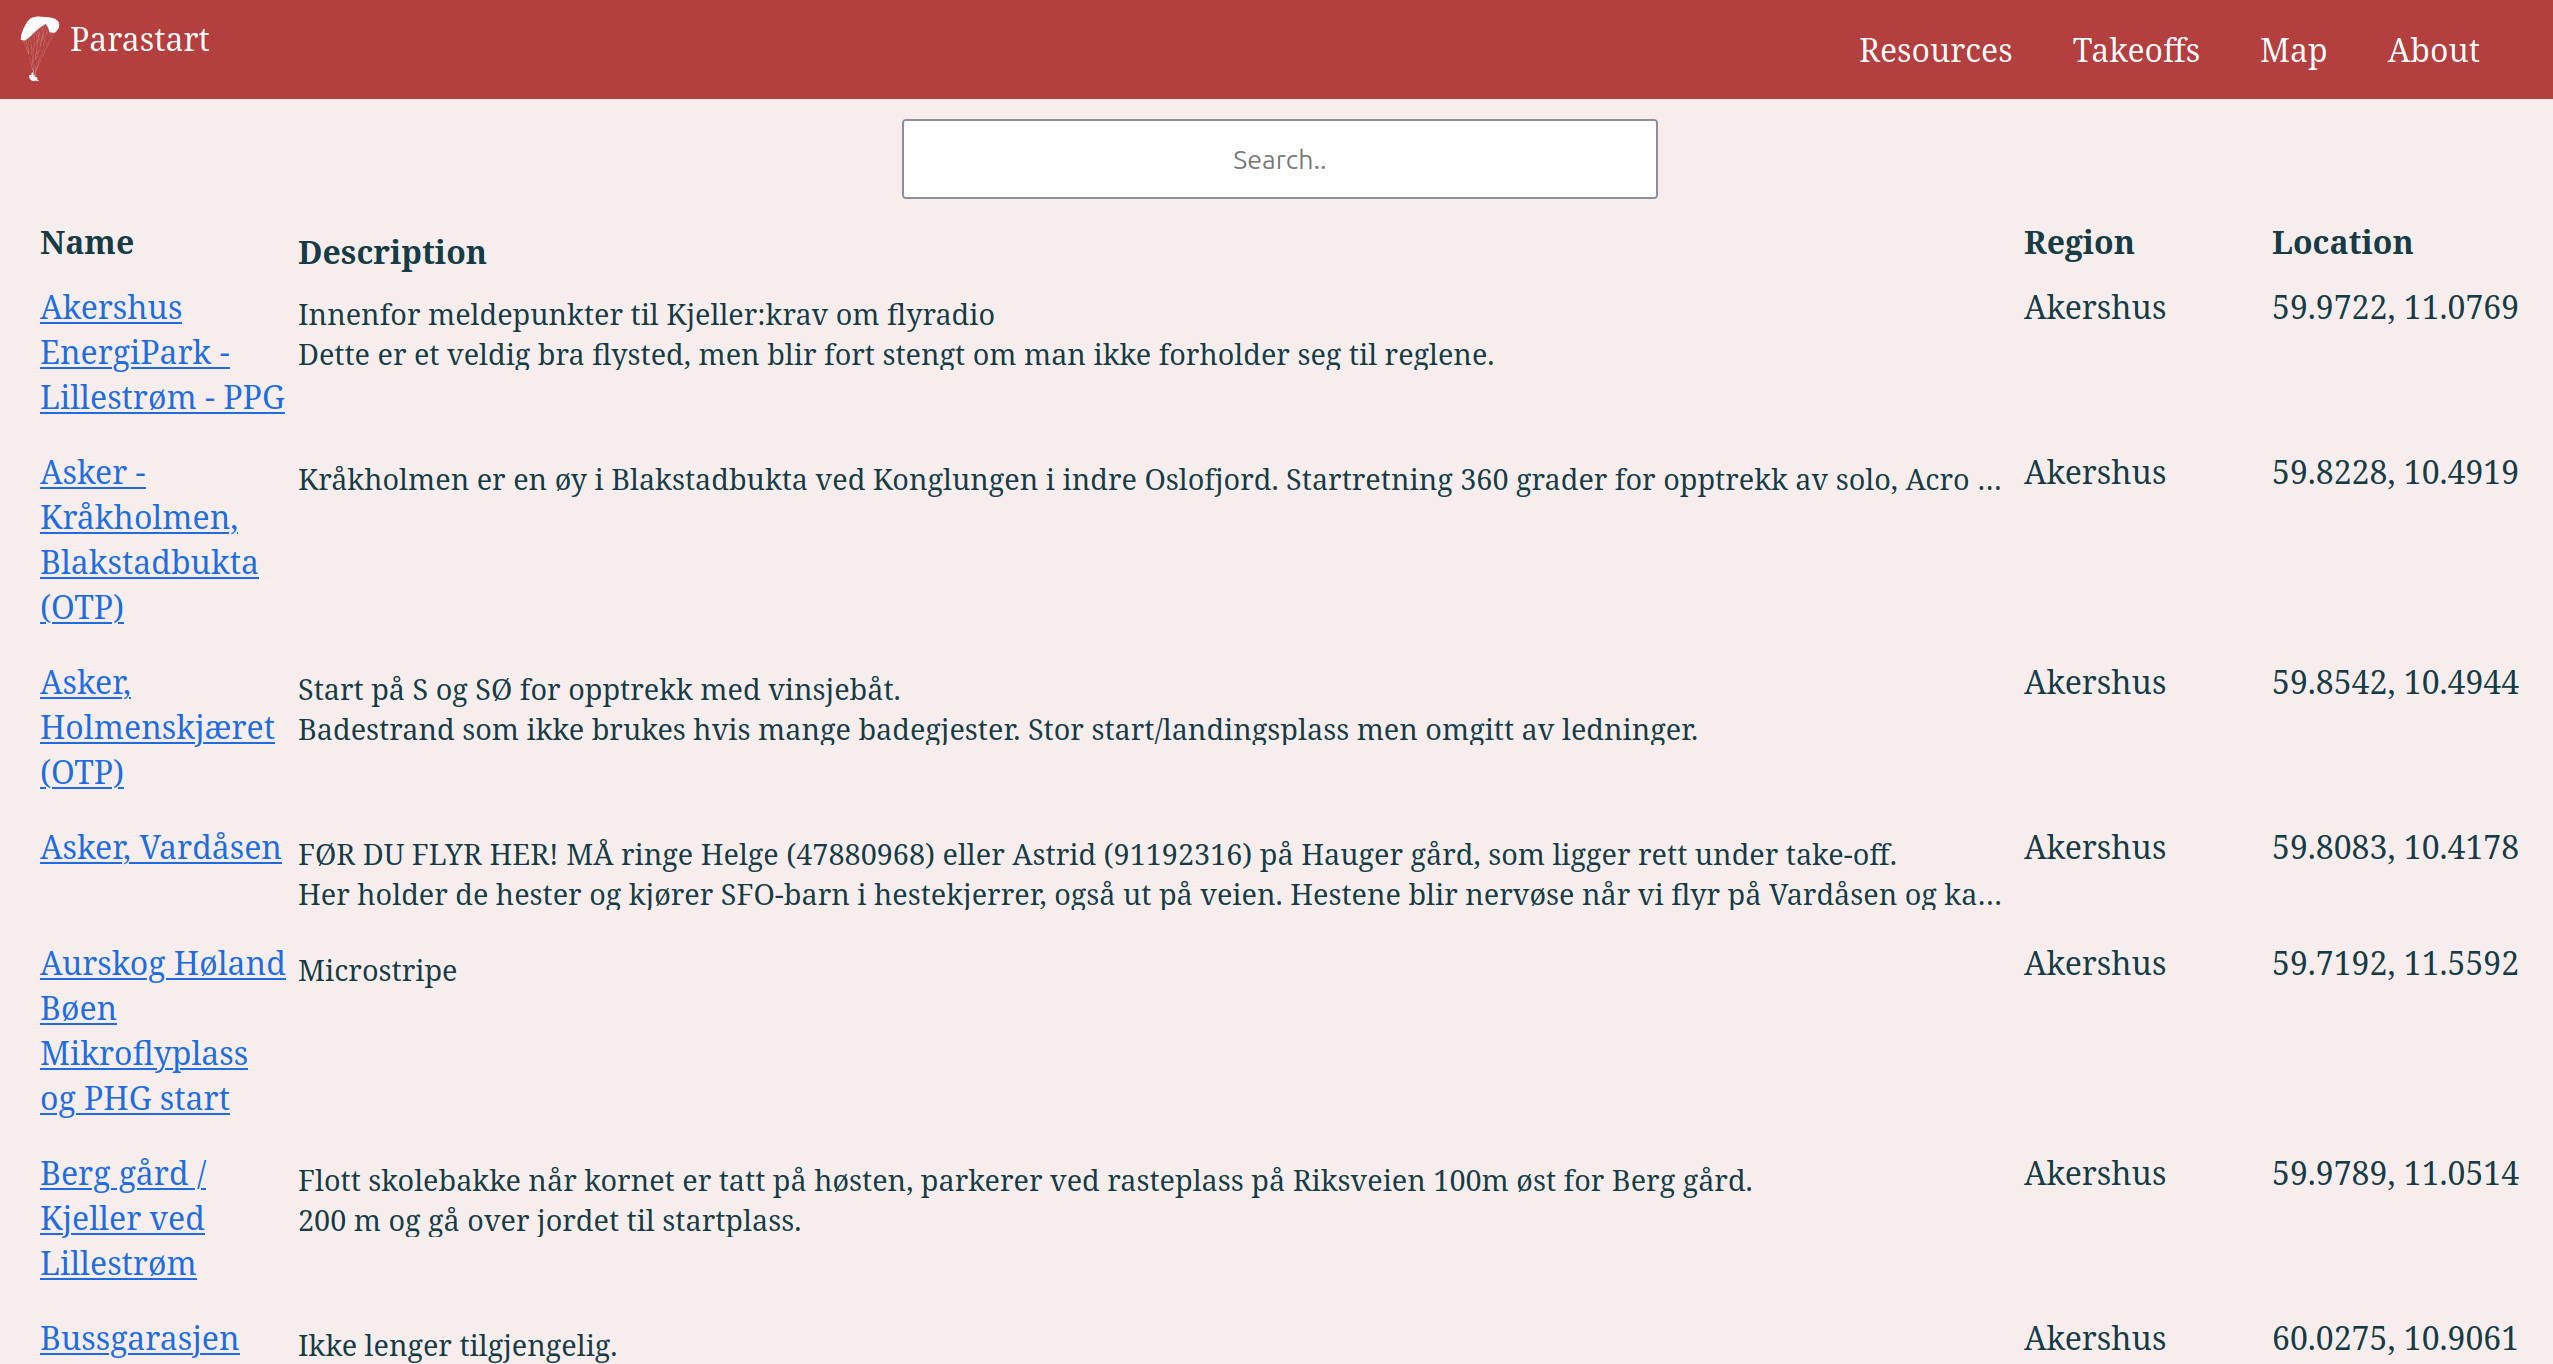 Parastart
Resources
Takeoffs
Map
About
Search..
Name
Description
Region
Location
Akershus
EnergiPark -
Lillestrøm - PPG
Innenfor meldepunkter til Kjeller:krav om flyradio
Dette er et veldig bra flysted, men blir fort stengt om man ikke forholder seg til reglene.
Akershus
59.9722, 11.0769
Asker -
Kråkholmen,
Blakstadbukta
(OTP)
Kråkholmen er en øy i Blakstadbukta ved Konglungen i indre Oslofjord. Startretning 360 grader for opptrekk av solo, Acro ...
Akershus
59.8228, 10.4919
Asker,
Holmenskjæret
(OTP)
Start på S og SØ for opptrekk med vinsjebåt.
Badestrand som ikke brukes hvis mange badegjester. Stor start/landingsplass men omgitt av ledninger.
Akershus
59.8542, 10.4944
Asker, Vardåsen
FØR DU FLYR HER! MÅ ringe Helge (47880968) eller Astrid (91192316) på Hauger gård, som ligger rett under take-off.
Her holder de hester og kjører SFO-barn i hestekjerrer, også ut på veien. Hestene blir nervøse når vi flyr på Vardåsen og ka...
Akershus
59.8083, 10.4178
Aurskog Høland
Bøen
Mikroflyplass
og PHG start
Microstripe
Akershus
59.7192, 11.5592
Berg gård /
Kjeller ved
Lillestrøm
Flott skolebakke når kornet er tatt på høsten, parkerer ved rasteplass på Riksveien 100m øst for Berg gård.
200 m og gå over jordet til startplass.
Akershus
59.9789, 11.0514
Bussgarasjen
Ikke lenger tilgjengelig.
Akershus
60.0275, 10.9061